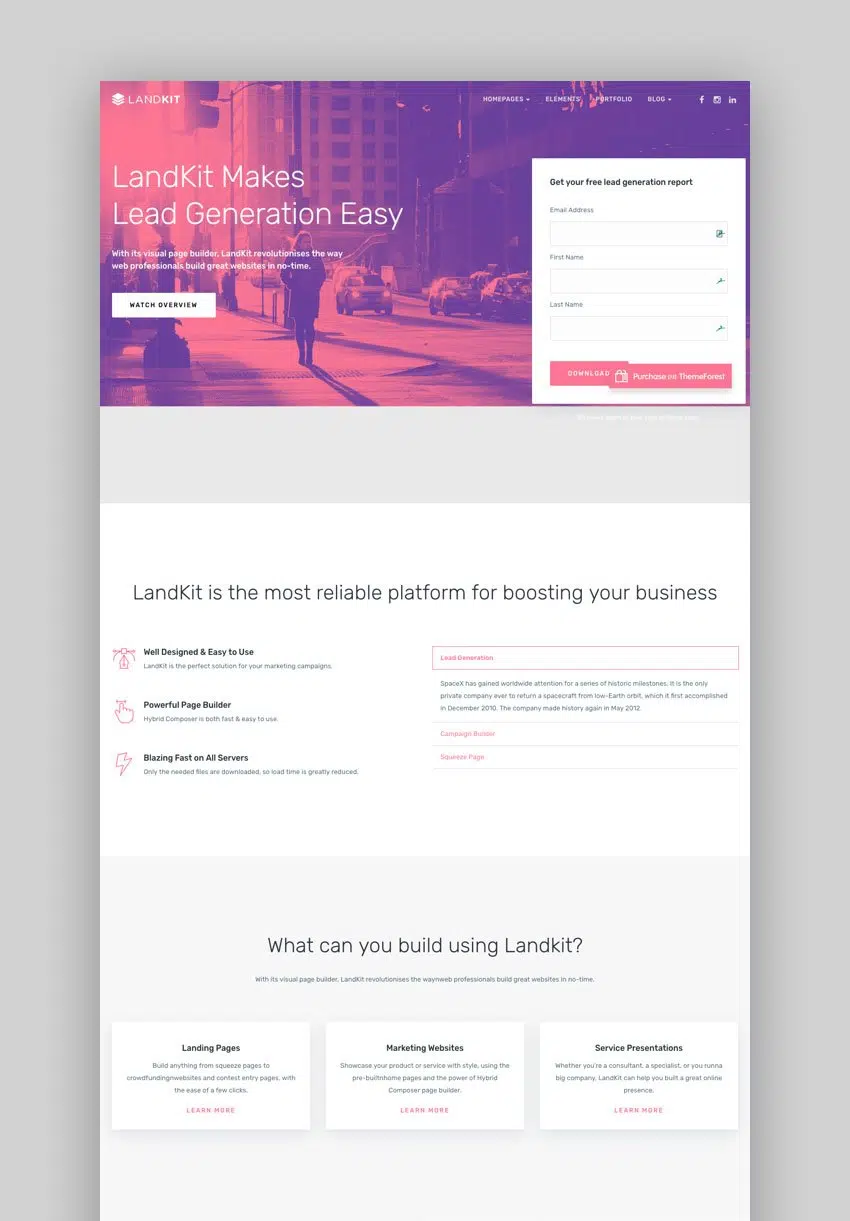 LANDKIT
HOMEPAGES
ELEMENTS
PORTFOLIO
BLOG
LandKit Makes
Lead Generation Easy
With its visual page builder, LandKit revolutionises the way
web professionals build great websites in no-time.
WATCH OVERVIEW
Get your free lead generation report
Email Address
First Name
Last Name
DOWNLOAD
Purchase on ThemeForest
LandKit is the most reliable platform for boosting your business
Well Designed & Easy to Use
LandKit is the perfect solution for your marketing campaigns.
Powerful Page Builder
Hybrid Composer is both fast & easy to use.
Blazing Fast on All Servers
Only the needed files are downloaded, so load time is greatly reduced.
Lead Generation
SpaceX has gained worldwide attention for a series of historic milestones. It is the only
private company ever to return a spacecraft from low-Earth orbit, which it first accomplished
in December 2010. The company made history again in May 2012.
Campaign Builder
Squeeze Page
What can you build using Landkit?
With its visual page builder, LandKit revolutionises the waynweb professionals build great websites in no-time.
Landing Pages
Build anything from squeeze pages to
crowdfundingnwebsites and contest entry pages, with
the ease of a few clicks.
LEARN MORE
Marketing Websites
Showcase your product or service with style, using the
pre-builtnhome pages and the power of Hybrid
Composer page builder.
LEARN MORE
Service Presentations
Whether you're a consultant, a specialist, or you runna
big company, LandKit can help you built a great online
presence.
LEARN MORE